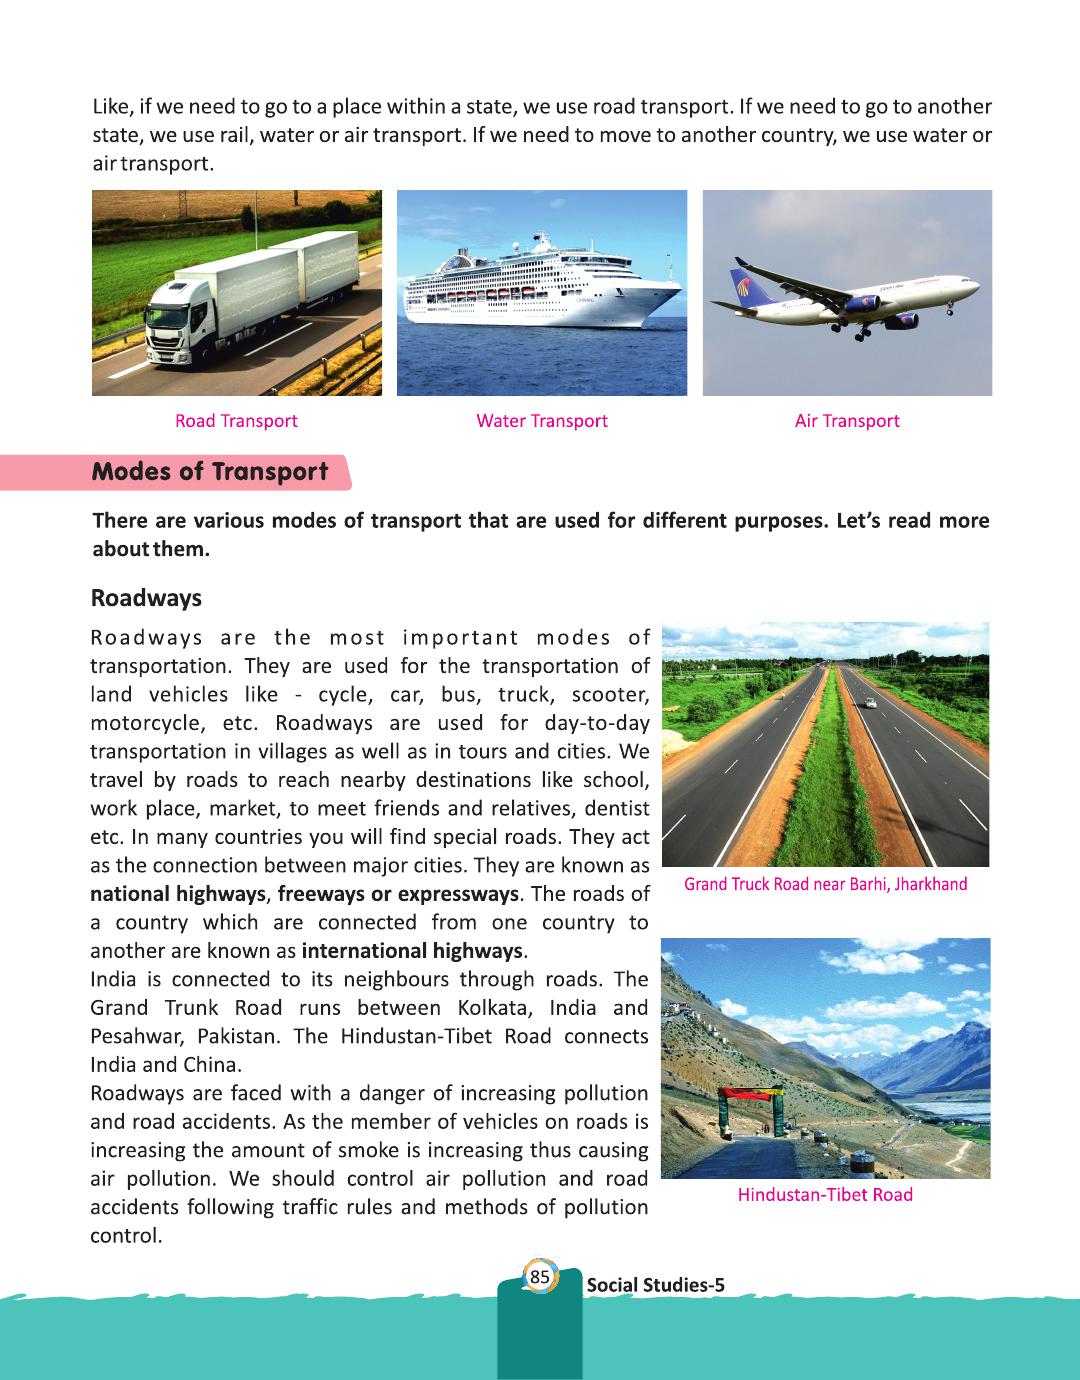 Like, if we need to go to a place within a state, we use road transport. If we need to go to another
state, we use rail, water or air transport. If we need to move to another country, we use water or
air transport.
Road Transport
Water Transport
Air Transport
Modes of Transport
There are various modes of transport that are used for different purposes. Let's read more
about them.
Roadways
Roadways are the most important modes of
transportation. They are used for the transportation of
land vehicles like - cycle, car, bus, truck, scooter,
motorcycle, etc. Roadways are used for day-to-day
transportation in villages as well as in tours and cities. We
travel by roads to reach nearby destinations like school,
work place, market, to meet friends and relatives, dentist
etc. In many countries you will find special roads. They act
as the connection between major cities. They are known as
national highways, freeways or expressways. The roads of
a country which are connected from one country to
another are known as international highways.
India is connected to its neighbours through roads. The
Grand Trunk Road runs between Kolkata, India and
Pesahwar, Pakistan. The Hindustan-Tibet Road connects
India and China.
Roadways are faced with a danger of increasing pollution
and road accidents. As the member of vehicles on roads is
increasing the amount of smoke is increasing thus causing
air pollution. We should control air pollution and road
accidents following traffic rules and methods of pollution
control.
Grand Truck Road near Barhi, Jharkhand
Hindustan-Tibet Road
85
Social Studies-5